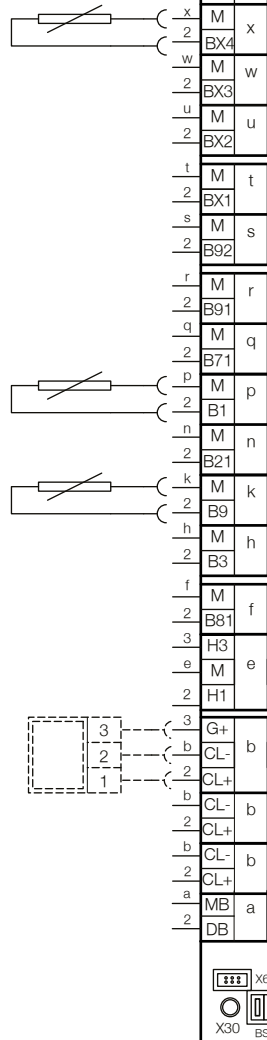 x M x
2 BX4
w M w
2 BX3
u M u
2 BX2
t M t
2 BX1
s M s
2 B92
r M r
2 B91
q M q
2 B71
p M p
2 B1
n M n
2 B21
k M k
2 B9
h M h
2 B3
f M f
2 B81
3 H3
e M e
2 H1
3 3 G+ b
2 b CL-
1 2 CL+
b CL- b
2 CL+
b CL- b
2 CL+
a MB a
2 DB
X6
X30 BS